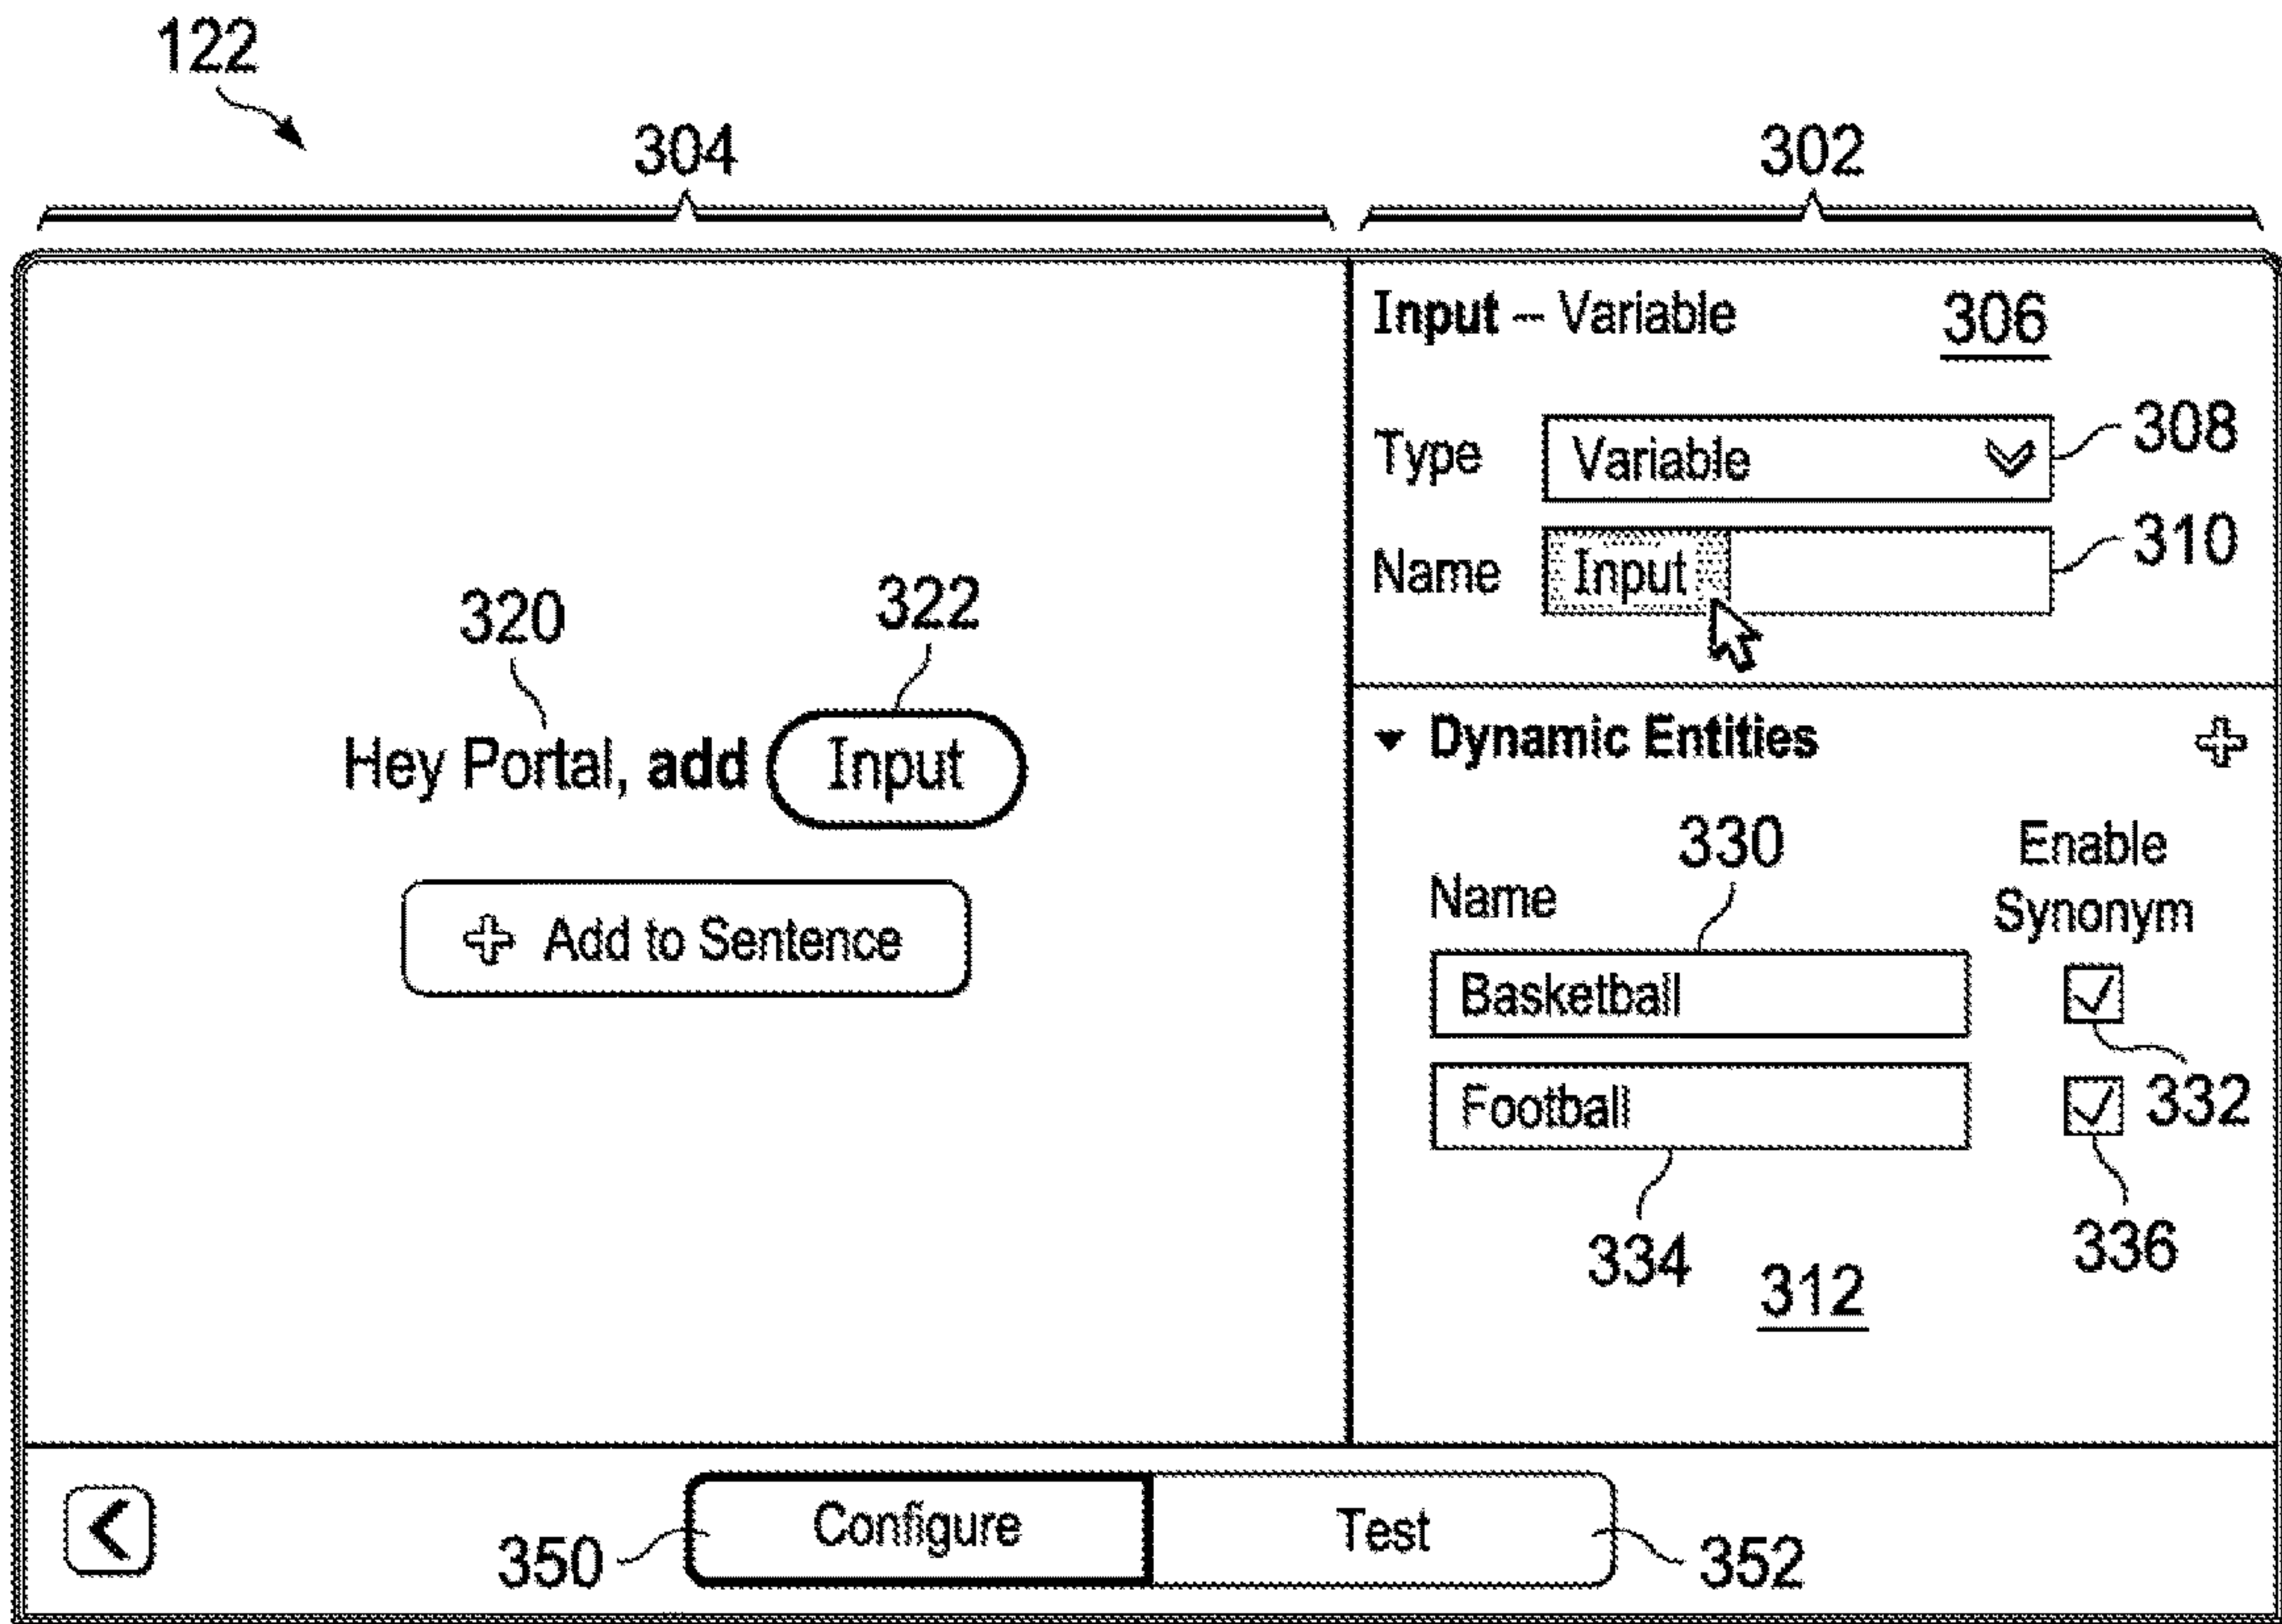 122
304
302
Input – Variable 306
Type Variable 308
Name Input 310
320 322
Hey Portal, add Input
+ Add to Sentence
Dynamic Entities +
330
Name
Enable
Synonym
Basketball
332
Football
334
336
312
350 Configure Test 352